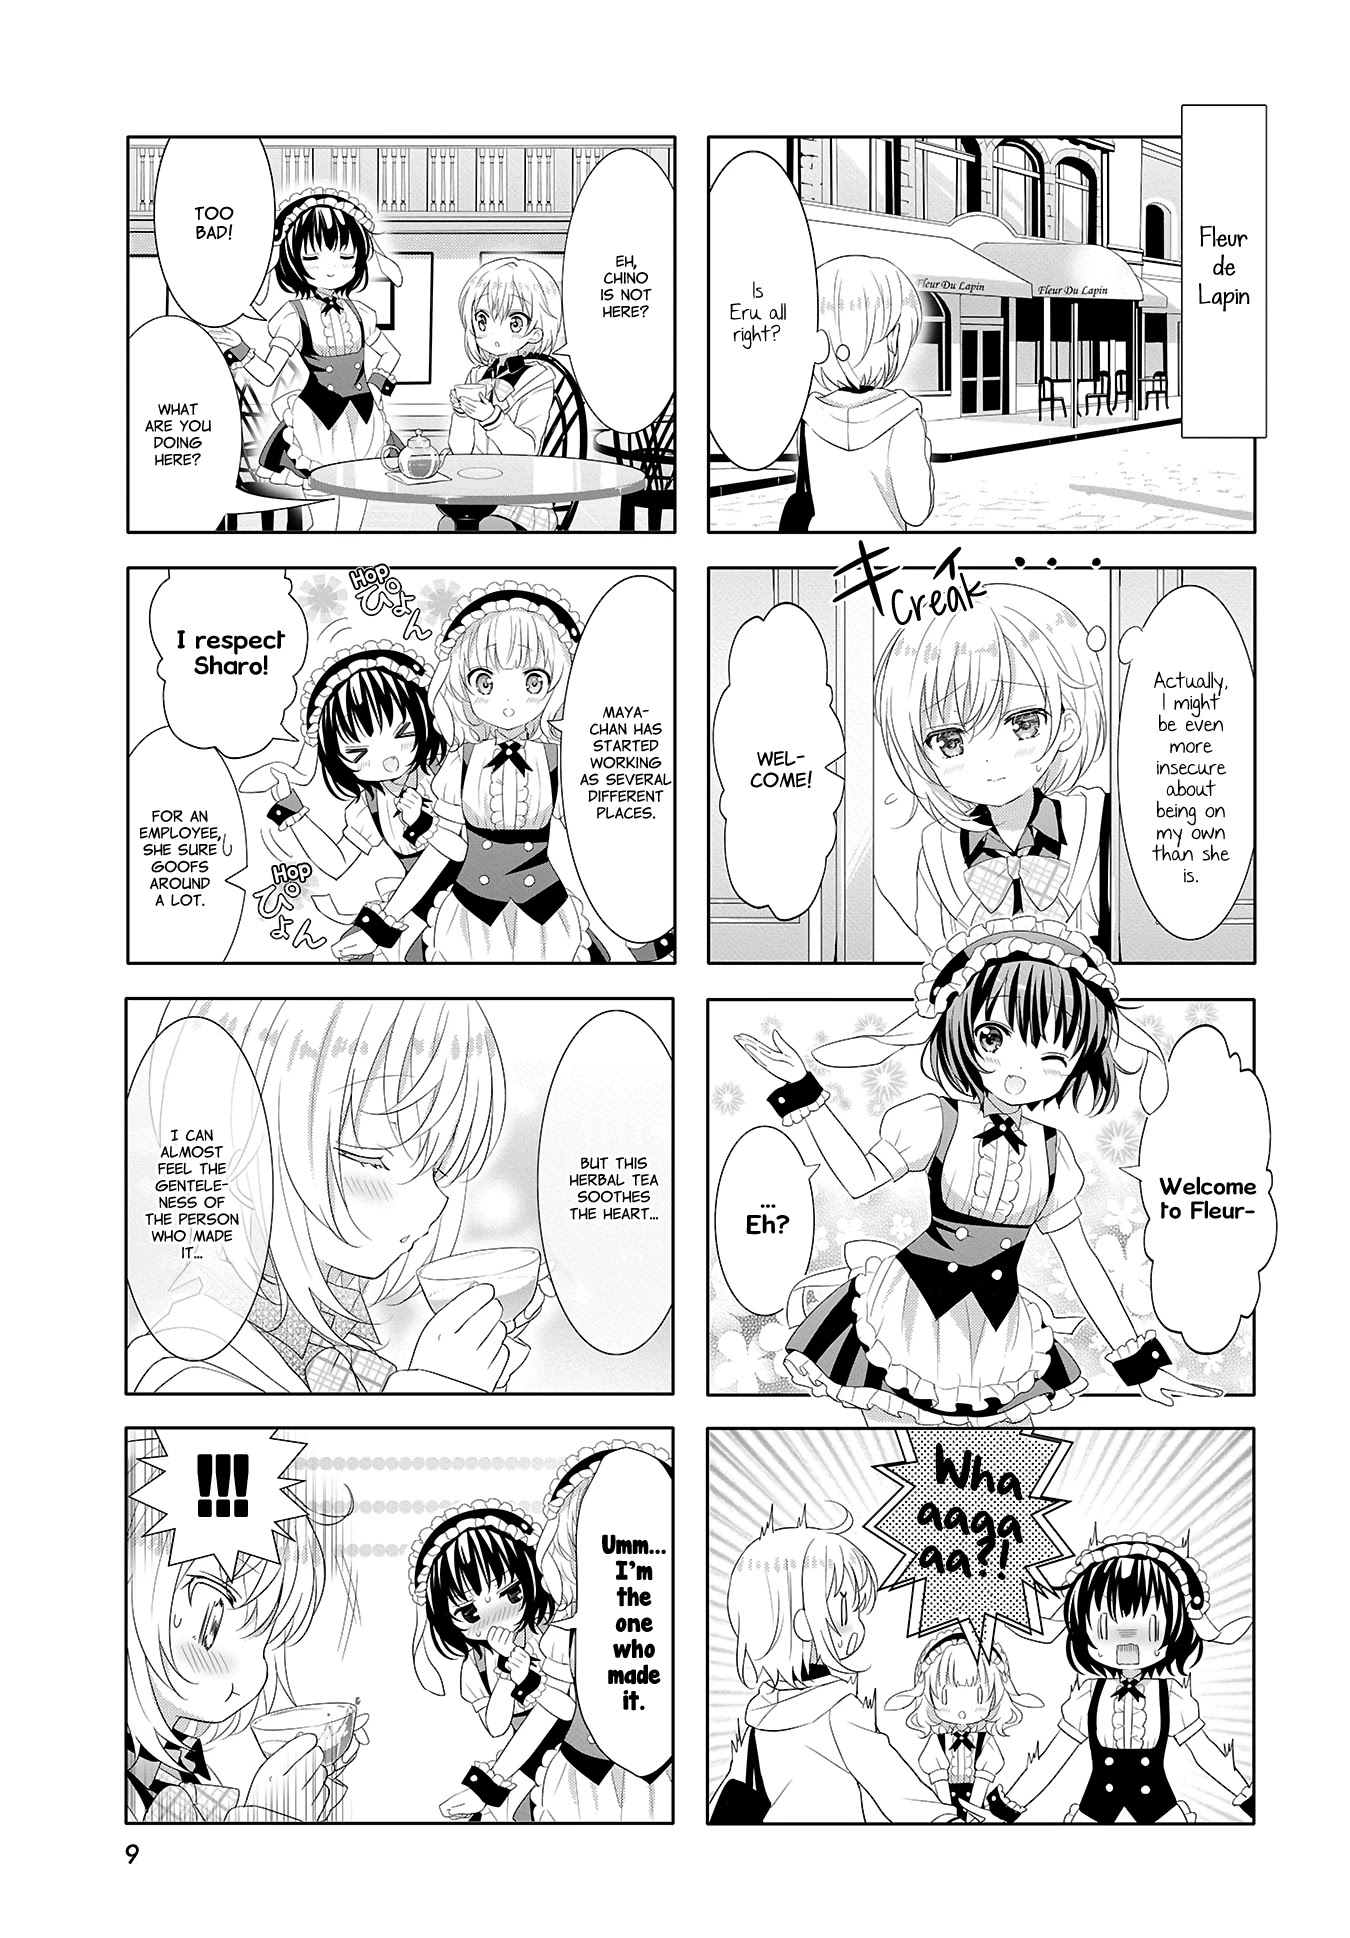 Fleur
de
Lapin
Fleur Du Lapin
Fleur Du Lapin
Is
Eru all
right?
キィ...
Creak
Actually,
I might
be even
more
insecure
about
being on
my own
than she
is.
WEL-
COME!
Welcome
to Fleur-
...
Eh?
Wha
aaaga
aa?!
EH,
CHINO
IS NOT
HERE?
TOO
BAD!
WHAT
ARE YOU
DOING
HERE?
MAYA-
CHAN HAS
STARTED
WORKING
AS SEVERAL
DIFFERENT
PLACES.
HOP
ぴょん
I respect
Sharo!
FOR AN
EMPLOYEE,
SHE SURE
GOOFS
AROUND
A LOT.
HOP
ぴょん
BUT THIS
HERBAL TEA
SOOTHES
THE HEART...
I CAN
ALMOST
FEEL THE
GENTELE-
NESS OF
THE PERSON
WHO MADE
IT...
Umm...
I'm
the
one
who
made
it.
!!!
9